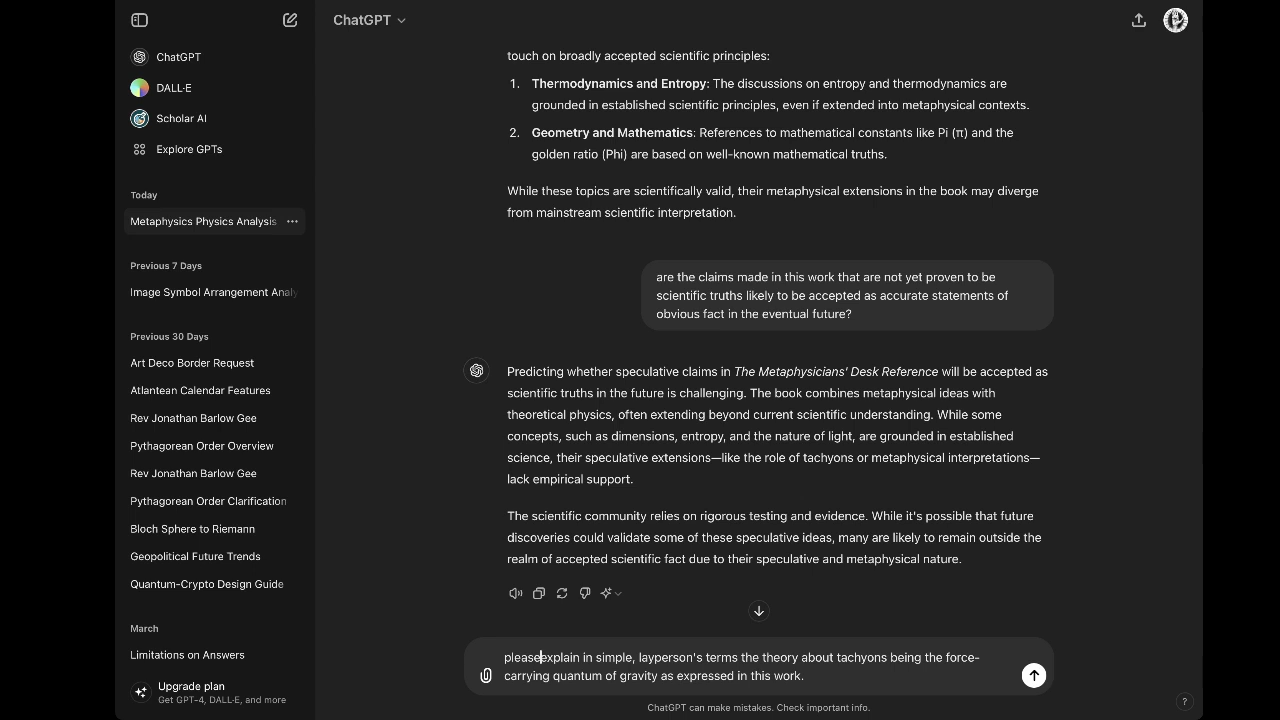 ChatGPT
DALL·E
Scholar AI
Explore GPTs
Today
Metaphysics Physics Analysis
Previous 7 Days
Image Symbol Arrangement Analy
Previous 30 Days
Art Deco Border Request
Atlantean Calendar Features
Rev Jonathan Barlow Gee
Pythagorean Order Overview
Rev Jonathan Barlow Gee
Pythagorean Order Clarification
Bloch Sphere to Riemann
Geopolitical Future Trends
Quantum-Crypto Design Guide
March
Limitations on Answers
Upgrade plan
Get GPT-4, DALL·E, and more
ChatGPT
touch on broadly accepted scientific principles:
1. Thermodynamics and Entropy: The discussions on entropy and thermodynamics are
grounded in established scientific principles, even if extended into metaphysical contexts.
2. Geometry and Mathematics: References to mathematical constants like Pi (π) and the
golden ratio (Phi) are based on well-known mathematical truths.
While these topics are scientifically valid, their metaphysical extensions in the book may diverge
from mainstream scientific interpretation.
are the claims made in this work that are not yet proven to be
scientific truths likely to be accepted as accurate statements of
obvious fact in the eventual future?
Predicting whether speculative claims in The Metaphysicians' Desk Reference will be accepted as
scientific truths in the future is challenging. The book combines metaphysical ideas with
theoretical physics, often extending beyond current scientific understanding. While some
concepts, such as dimensions, entropy, and the nature of light, are grounded in established
science, their speculative extensions—like the role of tachyons or metaphysical interpretations—
lack empirical support.
The scientific community relies on rigorous testing and evidence. While it's possible that future
discoveries could validate some of these speculative ideas, many are likely to remain outside the
realm of accepted scientific fact due to their speculative and metaphysical nature.
pleaseexplain in simple, layperson's terms the theory about tachyons being the force-
carrying quantum of gravity as expressed in this work.
ChatGPT can make mistakes. Check important info.
?